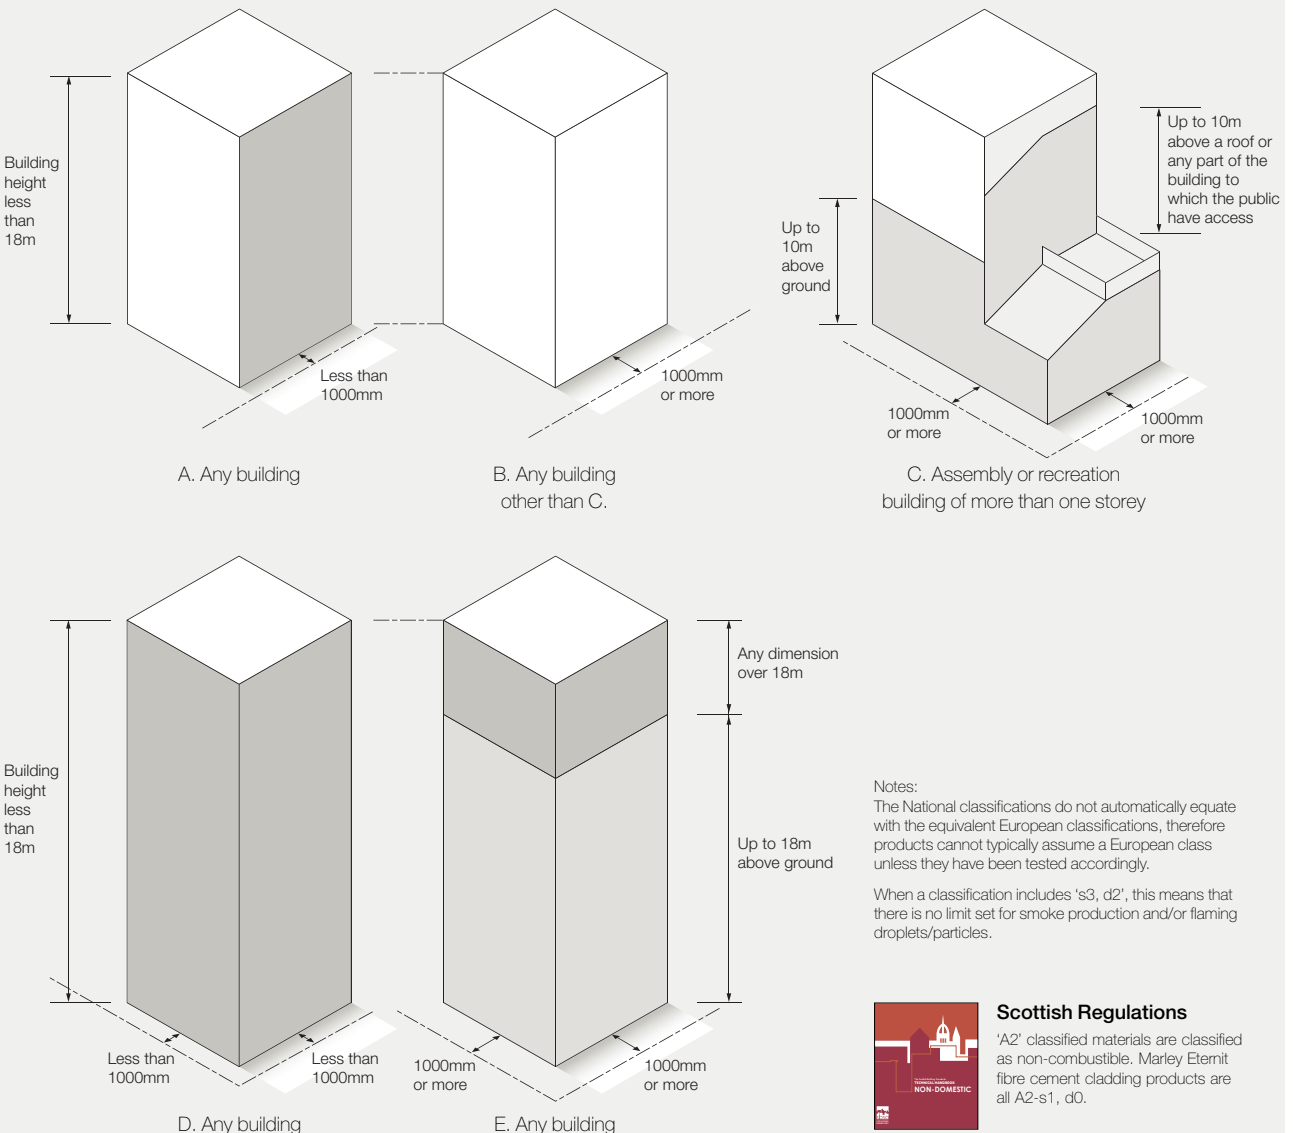 Building
height
less
than
18m
Less than
1000mm
A. Any building
1000mm
or more
B. Any building
other than C.
Up to
10m
above
ground
Up to 10m
above a roof or
any part of the
building to
which the public
have access
1000mm
or more
1000mm
or more
C. Assembly or recreation
building of more than one storey
Building
height
less
than
18m
Less than
1000mm
Less than
1000mm
D. Any building
Any dimension
over 18m
Up to 18m
above ground
1000mm
or more
1000mm
or more
E. Any building
Notes:
The National classifications do not automatically equate
with the equivalent European classifications, therefore
products cannot typically assume a European class
unless they have been tested accordingly.
When a classification includes ‘s3, d2’, this means that
there is no limit set for smoke production and/or flaming
droplets/particles.
TECHNICAL HANDBOOK
NON-DOMESTIC
Scottish Regulations
‘A2’ classified materials are classified
as non-combustible. Marley Eternit
fibre cement cladding products are
all A2-s1, d0.